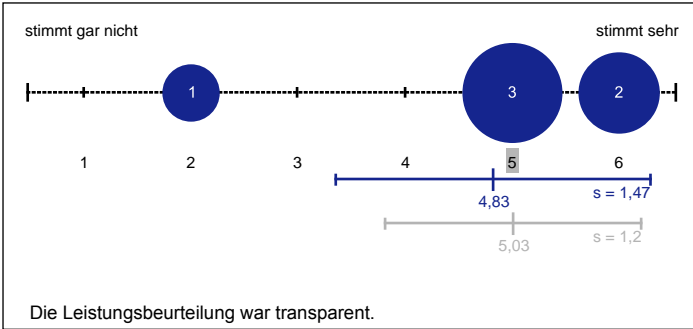 stimmt gar nicht stimmt sehr
1 3 2
1 2 3 4 5 6
4,83 s = 1,47
5,03 s = 1,2
Die Leistungsbeurteilung war transparent.